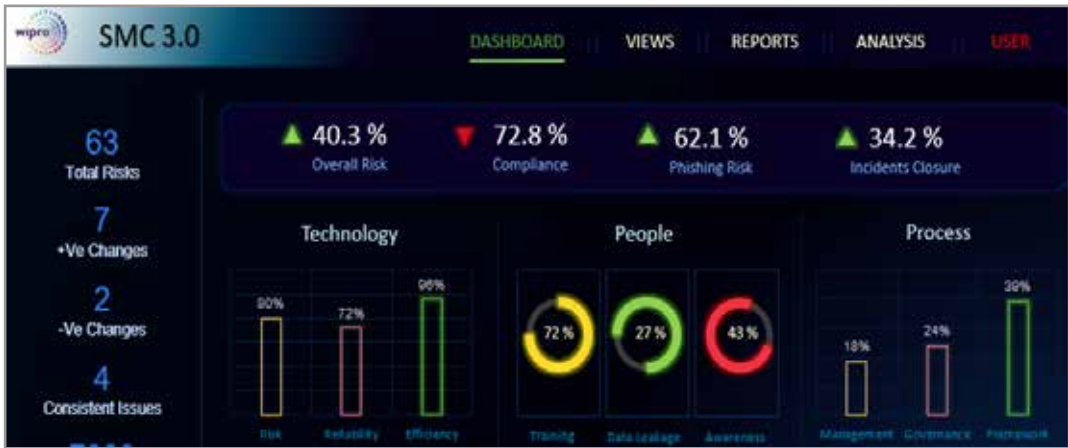 wipro
SMC 3.0
DASHBOARD VIEWS REPORTS ANALYSIS USER
63
Total Risks
7
+Ve Changes
2
-Ve Changes
4
Consistent Issues
40.3 %
Overall Risk
72.8 %
Compliance
62.1 %
Phishing Risk
34.2 %
Incidents Closure
Technology
80%
72%
96%
Risk Reliability Efficiency
People
72 %
27 %
43 %
Training Data Leakage Awareness
Process
18%
24%
39%
Management Governance Framework